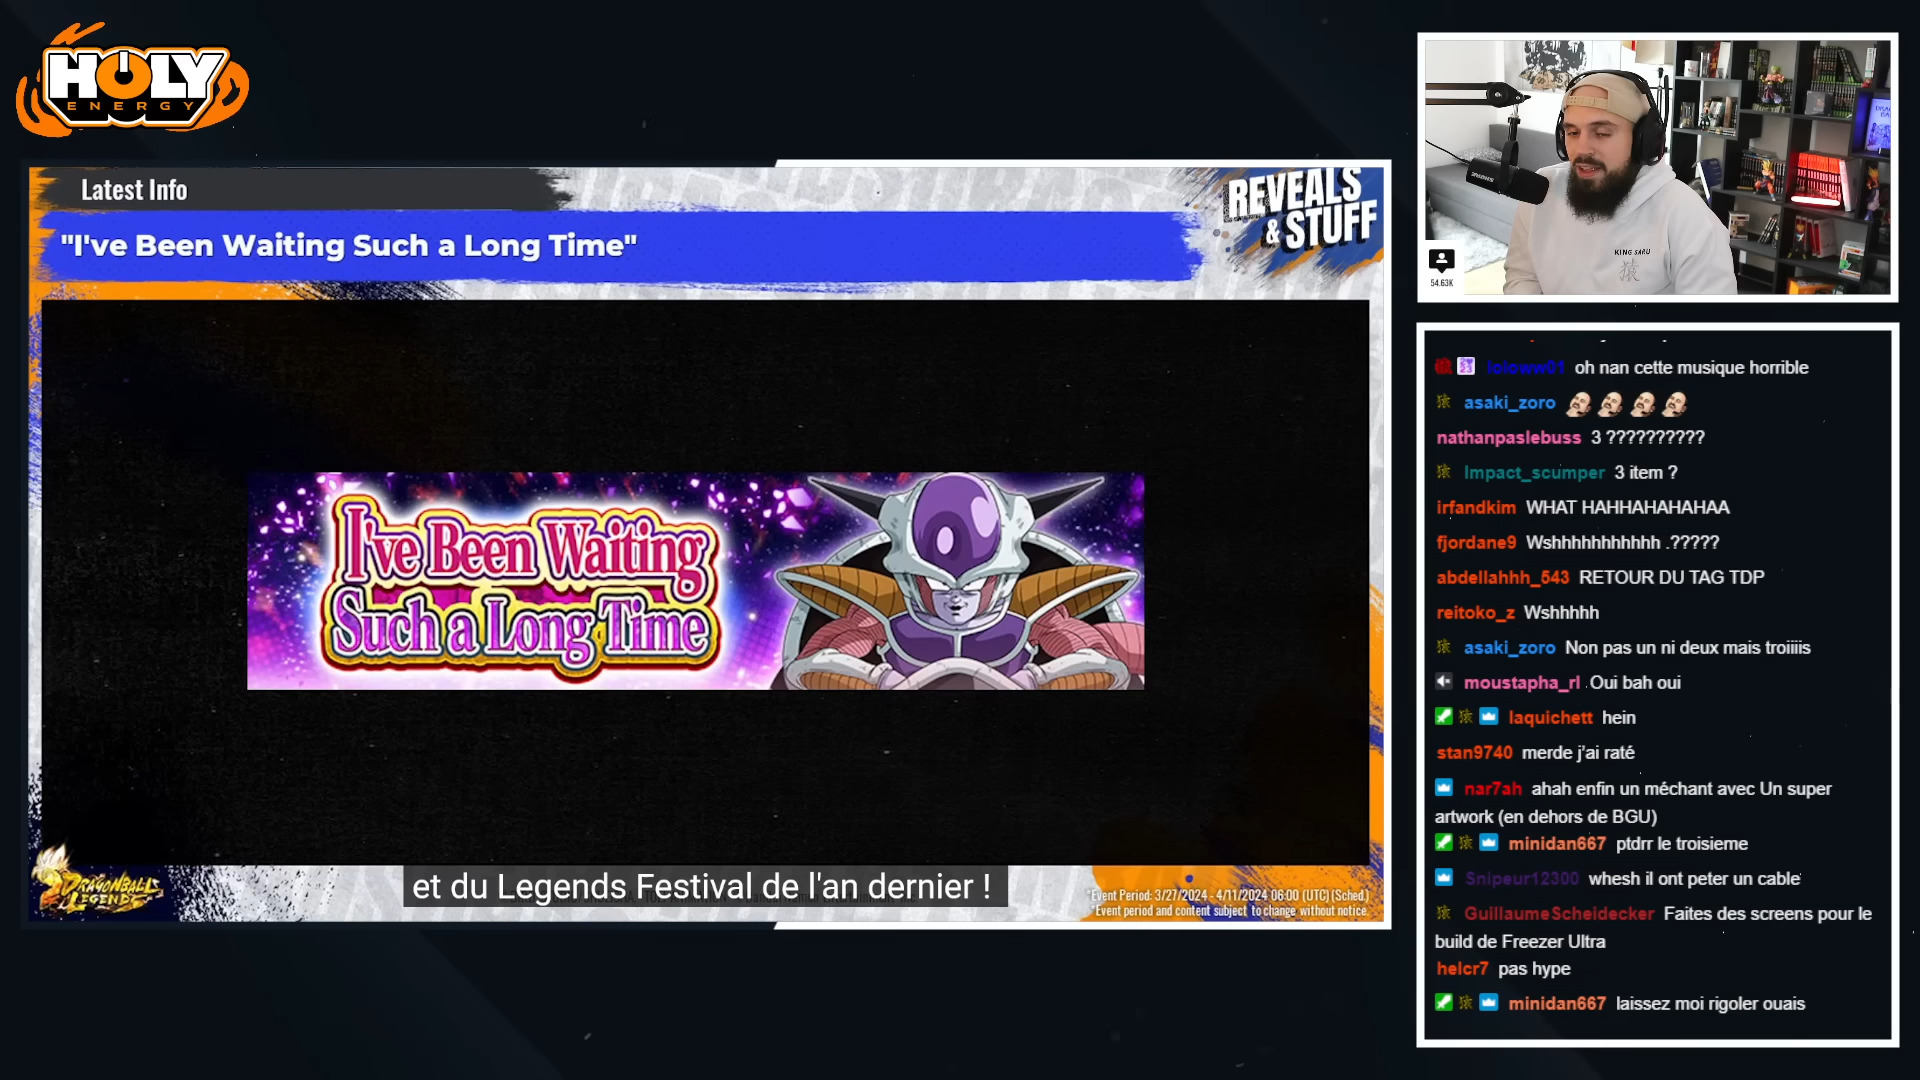 HOLY
ENERGY
Latest Info
"I've Been Waiting Such a Long Time"
REVEALS
& STUFF
I've Been Waiting
Such a Long Time
DRAGONBALL
LEGENDS
et du Legends Festival de l'an dernier !
*Event Period: 3/27/2024 - 4/11/2024 06:00 (UTC) (Sched.)
*Event period and content subject to change without notice.
KING SARU
猿
54.63K
loloww01 oh nan cette musique horrible
asaki_zoro
nathanpaslebuss 3 ??????????
Impact_scumper 3 item ?
irfandkim WHAT HAHHAHAHAHAA
fjordane9 Wshhhhhhhhhhh .?????
abdellahhh_543 RETOUR DU TAG TDP
reitoko_z Wshhhhh
asaki_zoro Non pas un ni deux mais troiiiis
moustapha_rl Oui bah oui
laquichett hein
stan9740 merde j'ai raté
nar7ah ahah enfin un méchant avec Un super
artwork (en dehors de BGU)
minidan667 ptdrr le troisieme
Snipeur12300 whesh il ont peter un cable
GuillaumeScheidecker Faites des screens pour le
build de Freezer Ultra
helcr7 pas hype
minidan667 laissez moi rigoler ouais